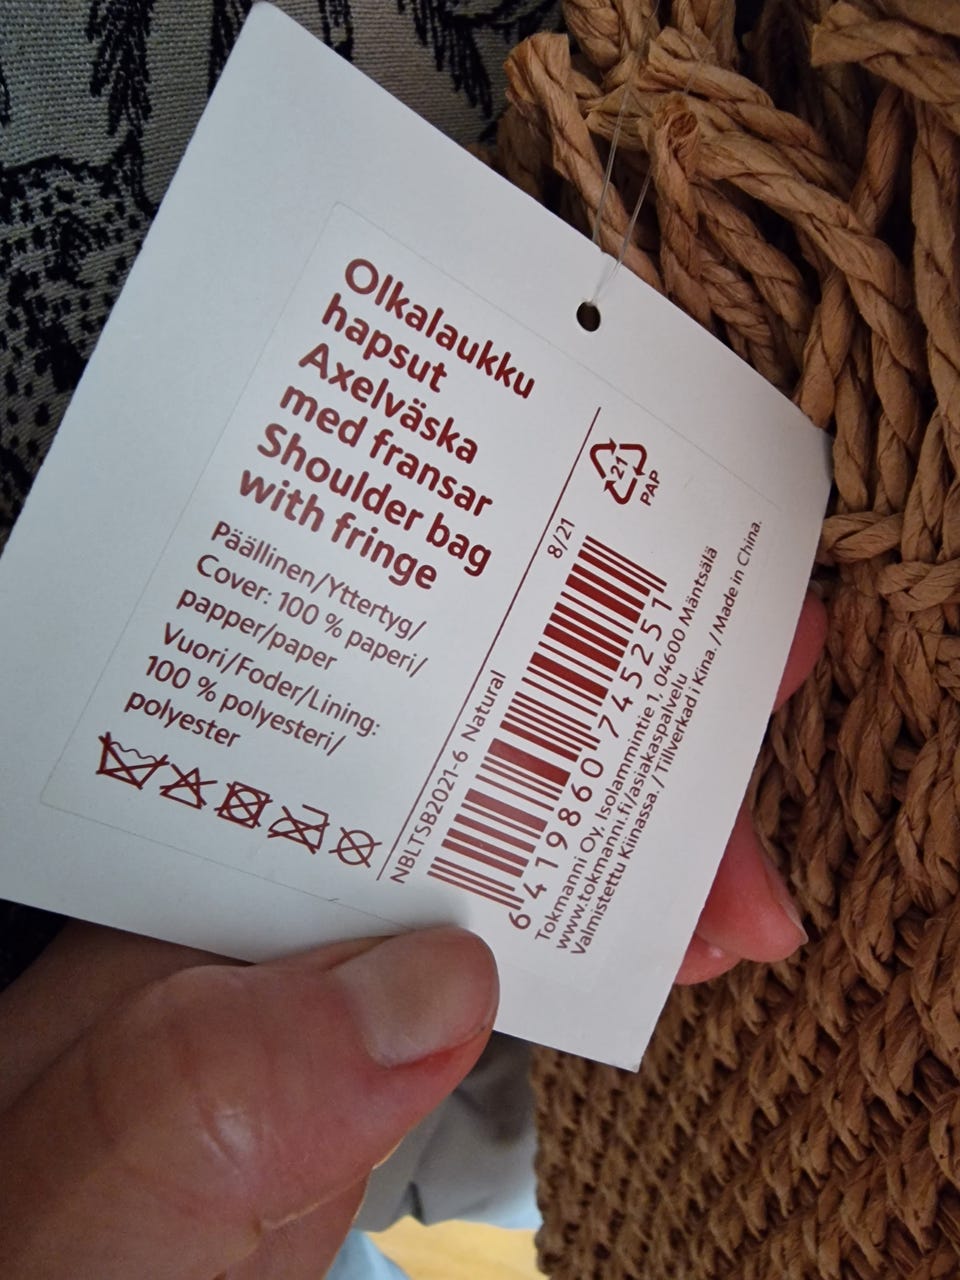 Olkalaukku
hapsut
Axelväska
med fransar
Shoulder bag
with fringe
Päällinen/Yttertyg/
Cover: 100 % paperi/
papper/paper
Vuori/Foder/Lining:
100 % polyesteri/
polyester
21
PAP
8/21
NBLTSB2021-6 Natural
6 419860 745251
Tokmanni Oy, Isolammintie 1, 04600 Mäntsälä
www.tokmanni.fi/asiakaspalvelu
Valmistettu Kiinassa. / Tillverkad i Kina. / Made in China.